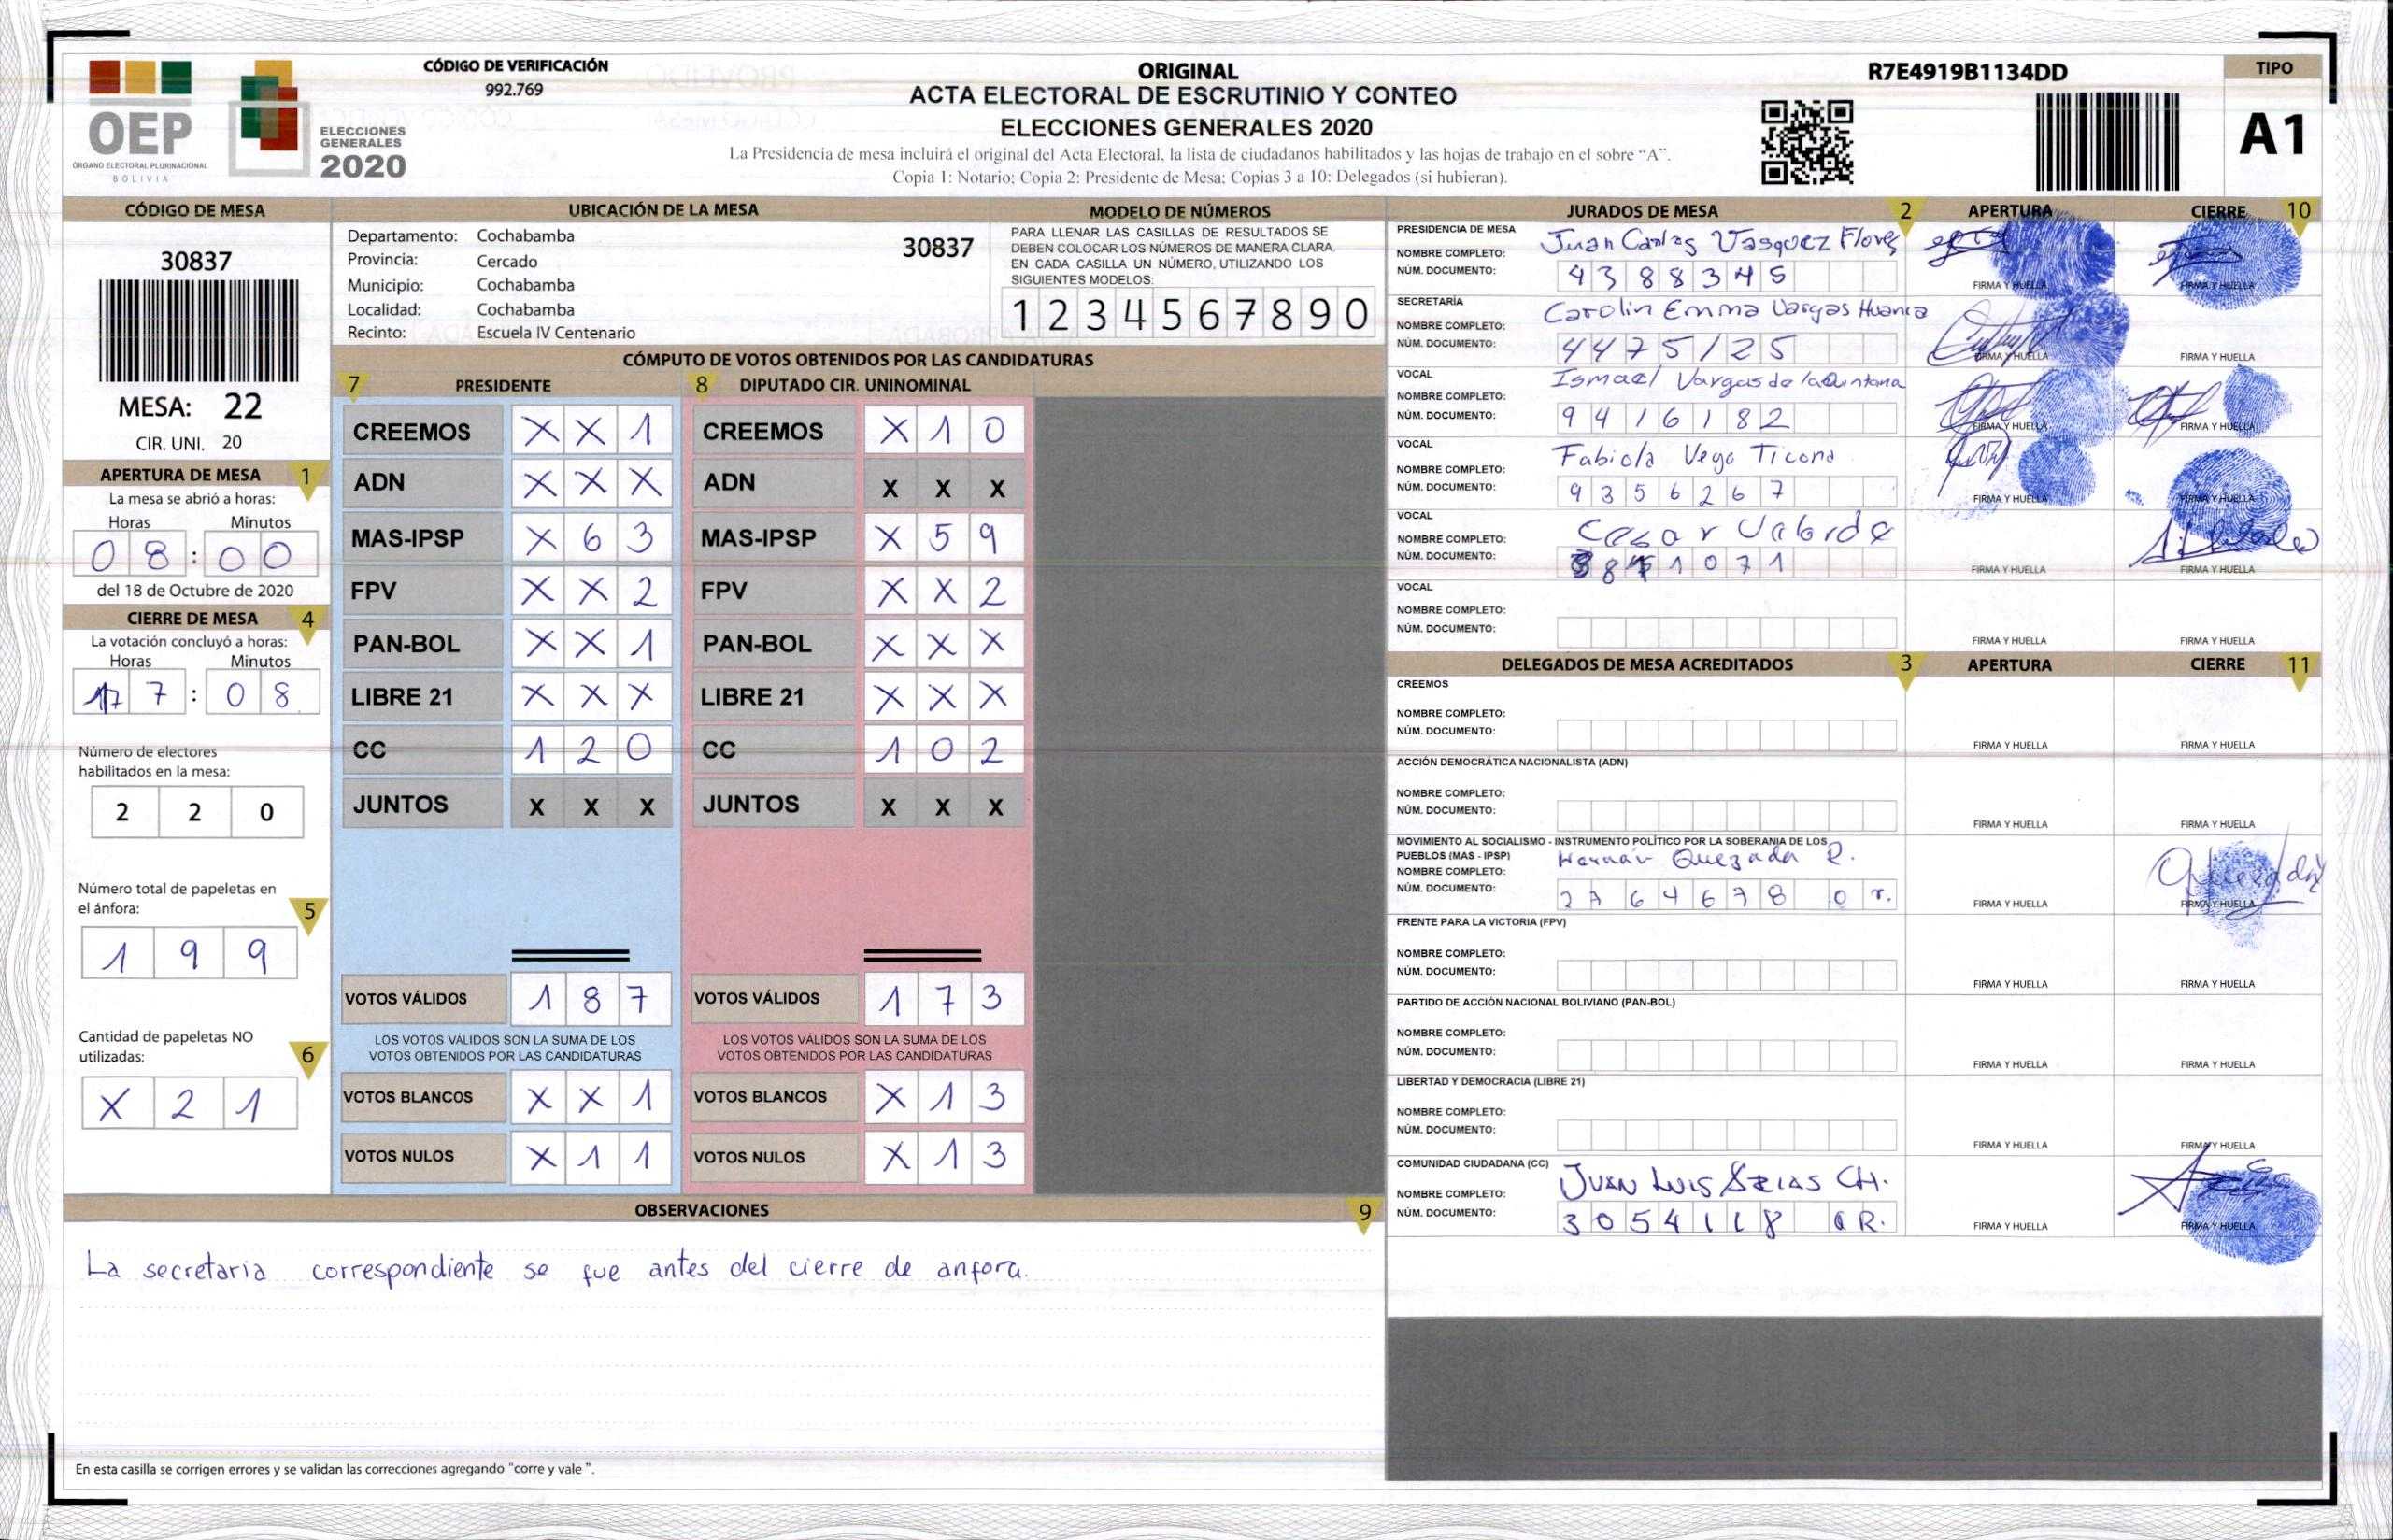 CÓDIGO DE VERIFICACIÓN
992.769
OEP
ÓRGANO ELECTORAL PLURINACIONAL
BOLIVIA
ELECCIONES
GENERALES
2020
ORIGINAL
ACTA ELECTORAL DE ESCRUTINIO Y CONTEO
ELECCIONES GENERALES 2020
La Presidencia de mesa incluirá el original del Acta Electoral, la lista de ciudadanos habilitados y las hojas de trabajo en el sobre "A".
Copia 1: Notario; Copia 2: Presidente de Mesa; Copias 3 a 10: Delegados (si hubieran).
R7E4919B1134DD
TIPO
A1
CÓDIGO DE MESA
30837
MESA: 22
CIR. UNI. 20
APERTURA DE MESA 1
La mesa se abrió a horas:
Horas Minutos
08:00
del 18 de Octubre de 2020
CIERRE DE MESA 4
La votación concluyó a horas:
Horas Minutos
17:08
Número de electores
habilitados en la mesa:
2 2 0
Número total de papeletas en
el ánfora: 5
1 9 9
Cantidad de papeletas NO
utilizadas: 6
X 2 1
UBICACIÓN DE LA MESA
Departamento: Cochabamba
Provincia: Cercado
Municipio: Cochabamba
Localidad: Cochabamba
Recinto: Escuela IV Centenario
30837
MODELO DE NÚMEROS
PARA LLENAR LAS CASILLAS DE RESULTADOS SE
DEBEN COLOCAR LOS NÚMEROS DE MANERA CLARA.
EN CADA CASILLA UN NÚMERO, UTILIZANDO LOS
SIGUIENTES MODELOS:
1 2 3 4 5 6 7 8 9 0
CÓMPUTO DE VOTOS OBTENIDOS POR LAS CANDIDATURAS
7 PRESIDENTE 8 DIPUTADO CIR. UNINOMINAL
CREEMOS X X 1 CREEMOS X 1 0
ADN X X X ADN X X X
MAS-IPSP X 6 3 MAS-IPSP X 5 9
FPV X X 2 FPV X X 2
PAN-BOL X X 1 PAN-BOL X X X
LIBRE 21 X X X LIBRE 21 X X X
CC 1 2 0 CC 1 0 2
JUNTOS X X X JUNTOS X X X
VOTOS VÁLIDOS 1 8 7 VOTOS VÁLIDOS 1 7 3
LOS VOTOS VÁLIDOS SON LA SUMA DE LOS LOS VOTOS VÁLIDOS SON LA SUMA DE LOS
VOTOS OBTENIDOS POR LAS CANDIDATURAS VOTOS OBTENIDOS POR LAS CANDIDATURAS
VOTOS BLANCOS X X 1 VOTOS BLANCOS X 1 3
VOTOS NULOS X 1 1 VOTOS NULOS X 1 3
OBSERVACIONES 9
La secretaria correspondiente se fue antes del cierre de anfora.
En esta casilla se corrigen errores y se validan las correcciones agregando "corre y vale ".
JURADOS DE MESA 2 APERTURA CIERRE 10
PRESIDENCIA DE MESA
NOMBRE COMPLETO: Juan Carlos Vasquez Flores
NÚM. DOCUMENTO: 4388345
FIRMA Y HUELLA FIRMA Y HUELLA
SECRETARÍA
NOMBRE COMPLETO: Carolin Emma Vargas Huanca
NÚM. DOCUMENTO: 4475125
FIRMA Y HUELLA FIRMA Y HUELLA
VOCAL
NOMBRE COMPLETO: Ismael Vargas de la Quintana
NÚM. DOCUMENTO: 9416182
FIRMA Y HUELLA FIRMA Y HUELLA
VOCAL
NOMBRE COMPLETO: Fabiola Vega Ticona
NÚM. DOCUMENTO: 9356267
FIRMA Y HUELLA FIRMA Y HUELLA
VOCAL
NOMBRE COMPLETO: Cesar
NÚM. DOCUMENTO:
FIRMA Y HUELLA FIRMA Y HUELLA
VOCAL
NOMBRE COMPLETO:
NÚM. DOCUMENTO:
FIRMA Y HUELLA FIRMA Y HUELLA
DELEGADOS DE MESA ACREDITADOS 3 APERTURA CIERRE 11
CREEMOS
NOMBRE COMPLETO:
NÚM. DOCUMENTO:
FIRMA Y HUELLA FIRMA Y HUELLA
ACCIÓN DEMOCRÁTICA NACIONALISTA (ADN)
NOMBRE COMPLETO:
NÚM. DOCUMENTO:
FIRMA Y HUELLA FIRMA Y HUELLA
MOVIMIENTO AL SOCIALISMO - INSTRUMENTO POLÍTICO POR LA SOBERANIA DE LOS
PUEBLOS (MAS - IPSP)
NOMBRE COMPLETO: Hernán Quezada R.
NÚM. DOCUMENTO:
FIRMA Y HUELLA FIRMA Y HUELLA
FRENTE PARA LA VICTORIA (FPV)
NOMBRE COMPLETO:
NÚM. DOCUMENTO:
FIRMA Y HUELLA FIRMA Y HUELLA
PARTIDO DE ACCIÓN NACIONAL BOLIVIANO (PAN-BOL)
NOMBRE COMPLETO:
NÚM. DOCUMENTO:
FIRMA Y HUELLA FIRMA Y HUELLA
LIBERTAD Y DEMOCRACIA (LIBRE 21)
NOMBRE COMPLETO:
NÚM. DOCUMENTO:
FIRMA Y HUELLA FIRMA Y HUELLA
COMUNIDAD CIUDADANA (CC)
NOMBRE COMPLETO: JUAN LUIS CH.
NÚM. DOCUMENTO: 3054118
FIRMA Y HUELLA FIRMA Y HUELLA